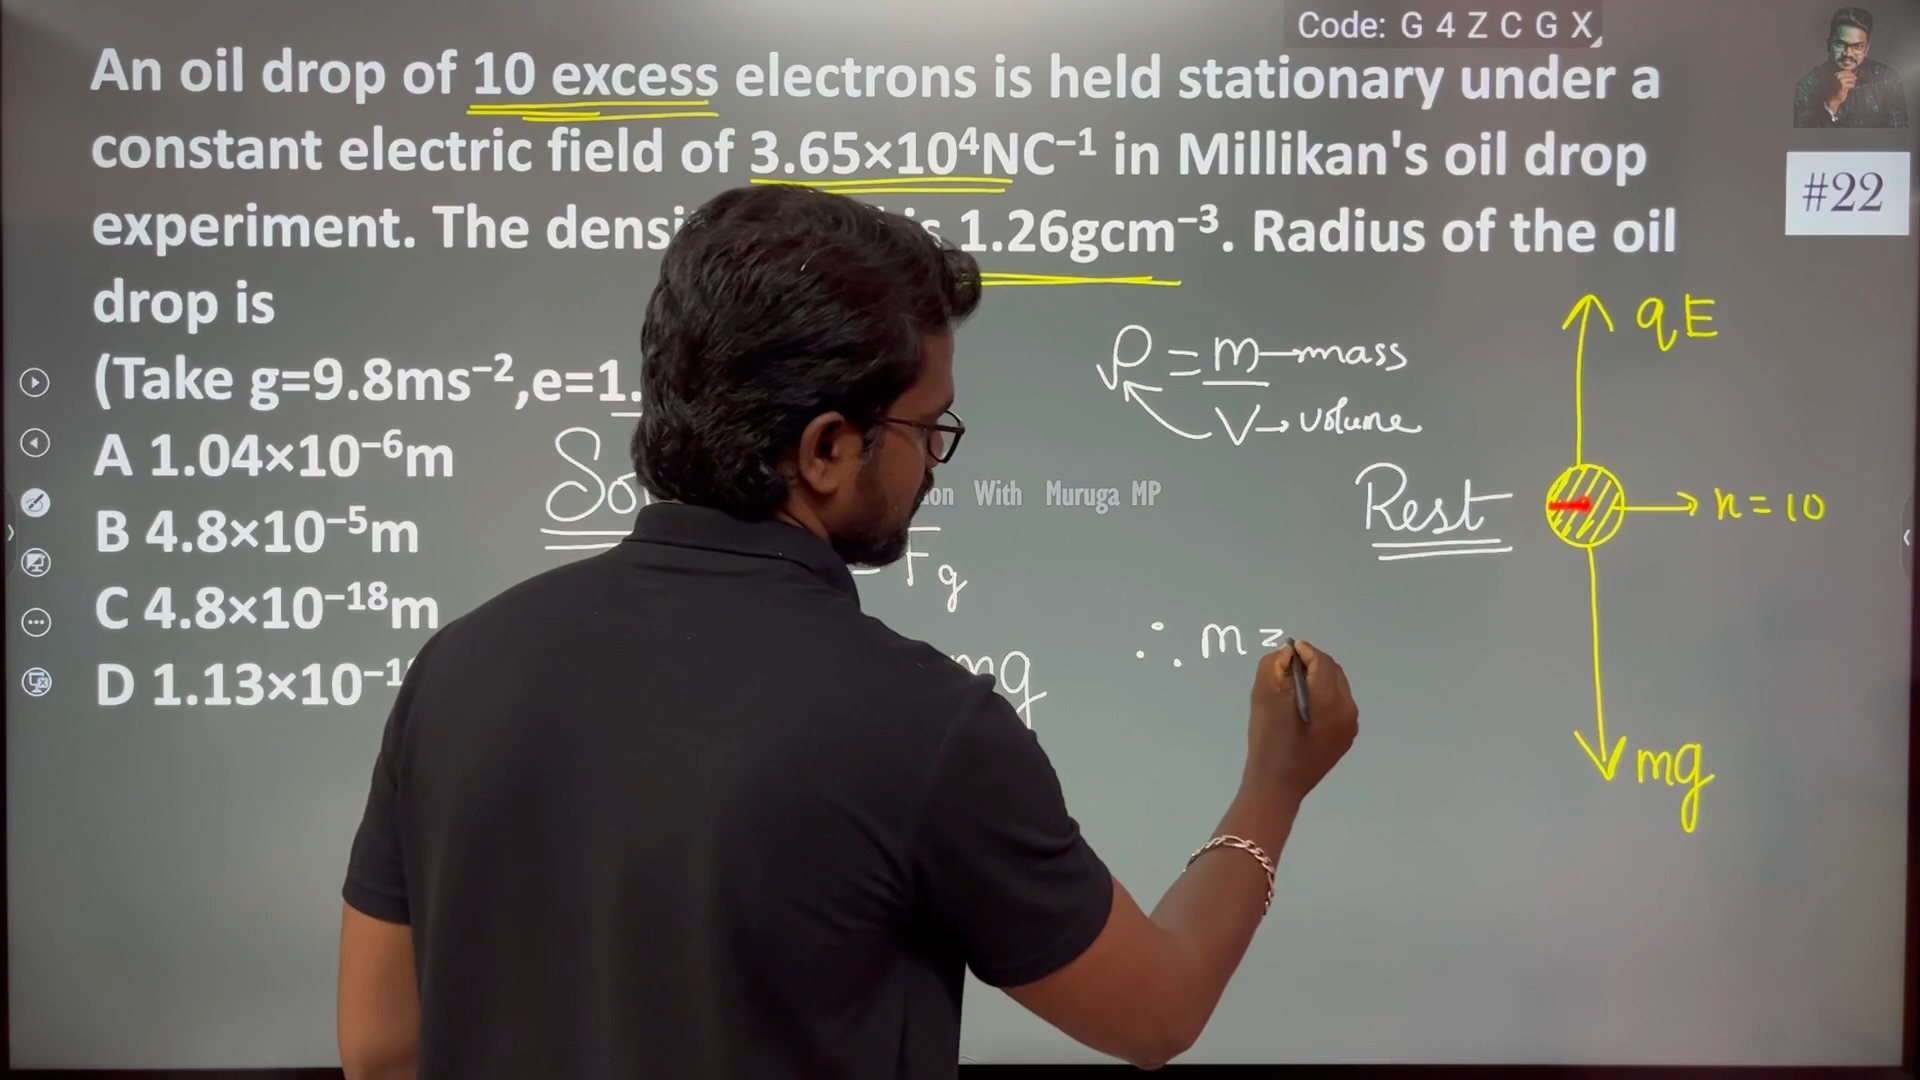 Code: G 4 Z C G X
An oil drop of 10 excess electrons is held stationary under a
constant electric field of 3.65×10⁴NC⁻¹ in Millikan's oil drop
experiment. The densi s 1.26gcm⁻³. Radius of the oil
drop is
(Take g=9.8ms⁻²,e=1.
A 1.04×10⁻⁶m
B 4.8×10⁻⁵m
C 4.8×10⁻¹⁸m
D 1.13×10⁻¹
#22
ρ = m → mass
V → volume
qE
So
on With Muruga MP
Rest
n = 10
= Fg
mg
∴ m =
mg